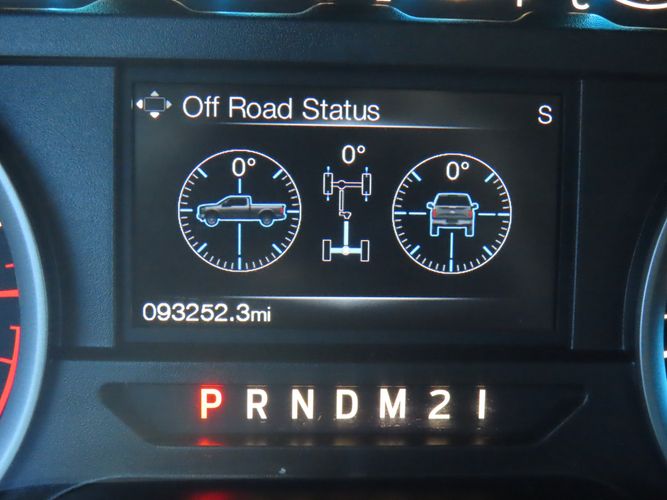 Off Road Status S
0° 0° 0°
093252.3mi
P R N D M 2 1